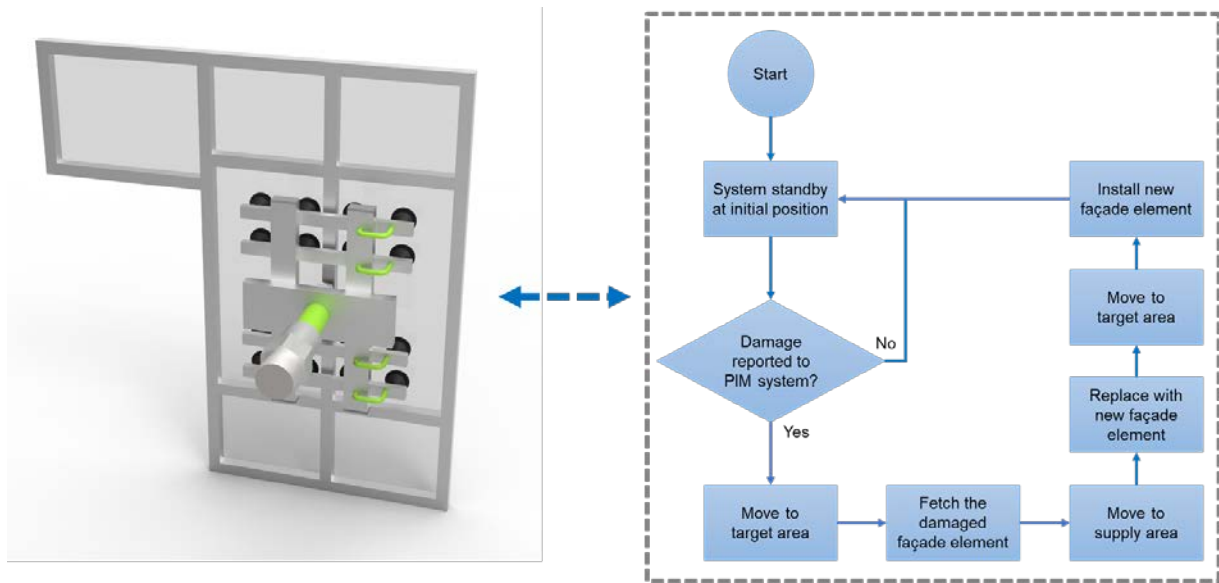 Start
System standby
at initial position
Damage
reported to
PIM system?
No
Yes
Move to
target area
Fetch the
damaged
façade element
Move to
supply area
Replace with
new façade
element
Move to
target area
Install new
façade element